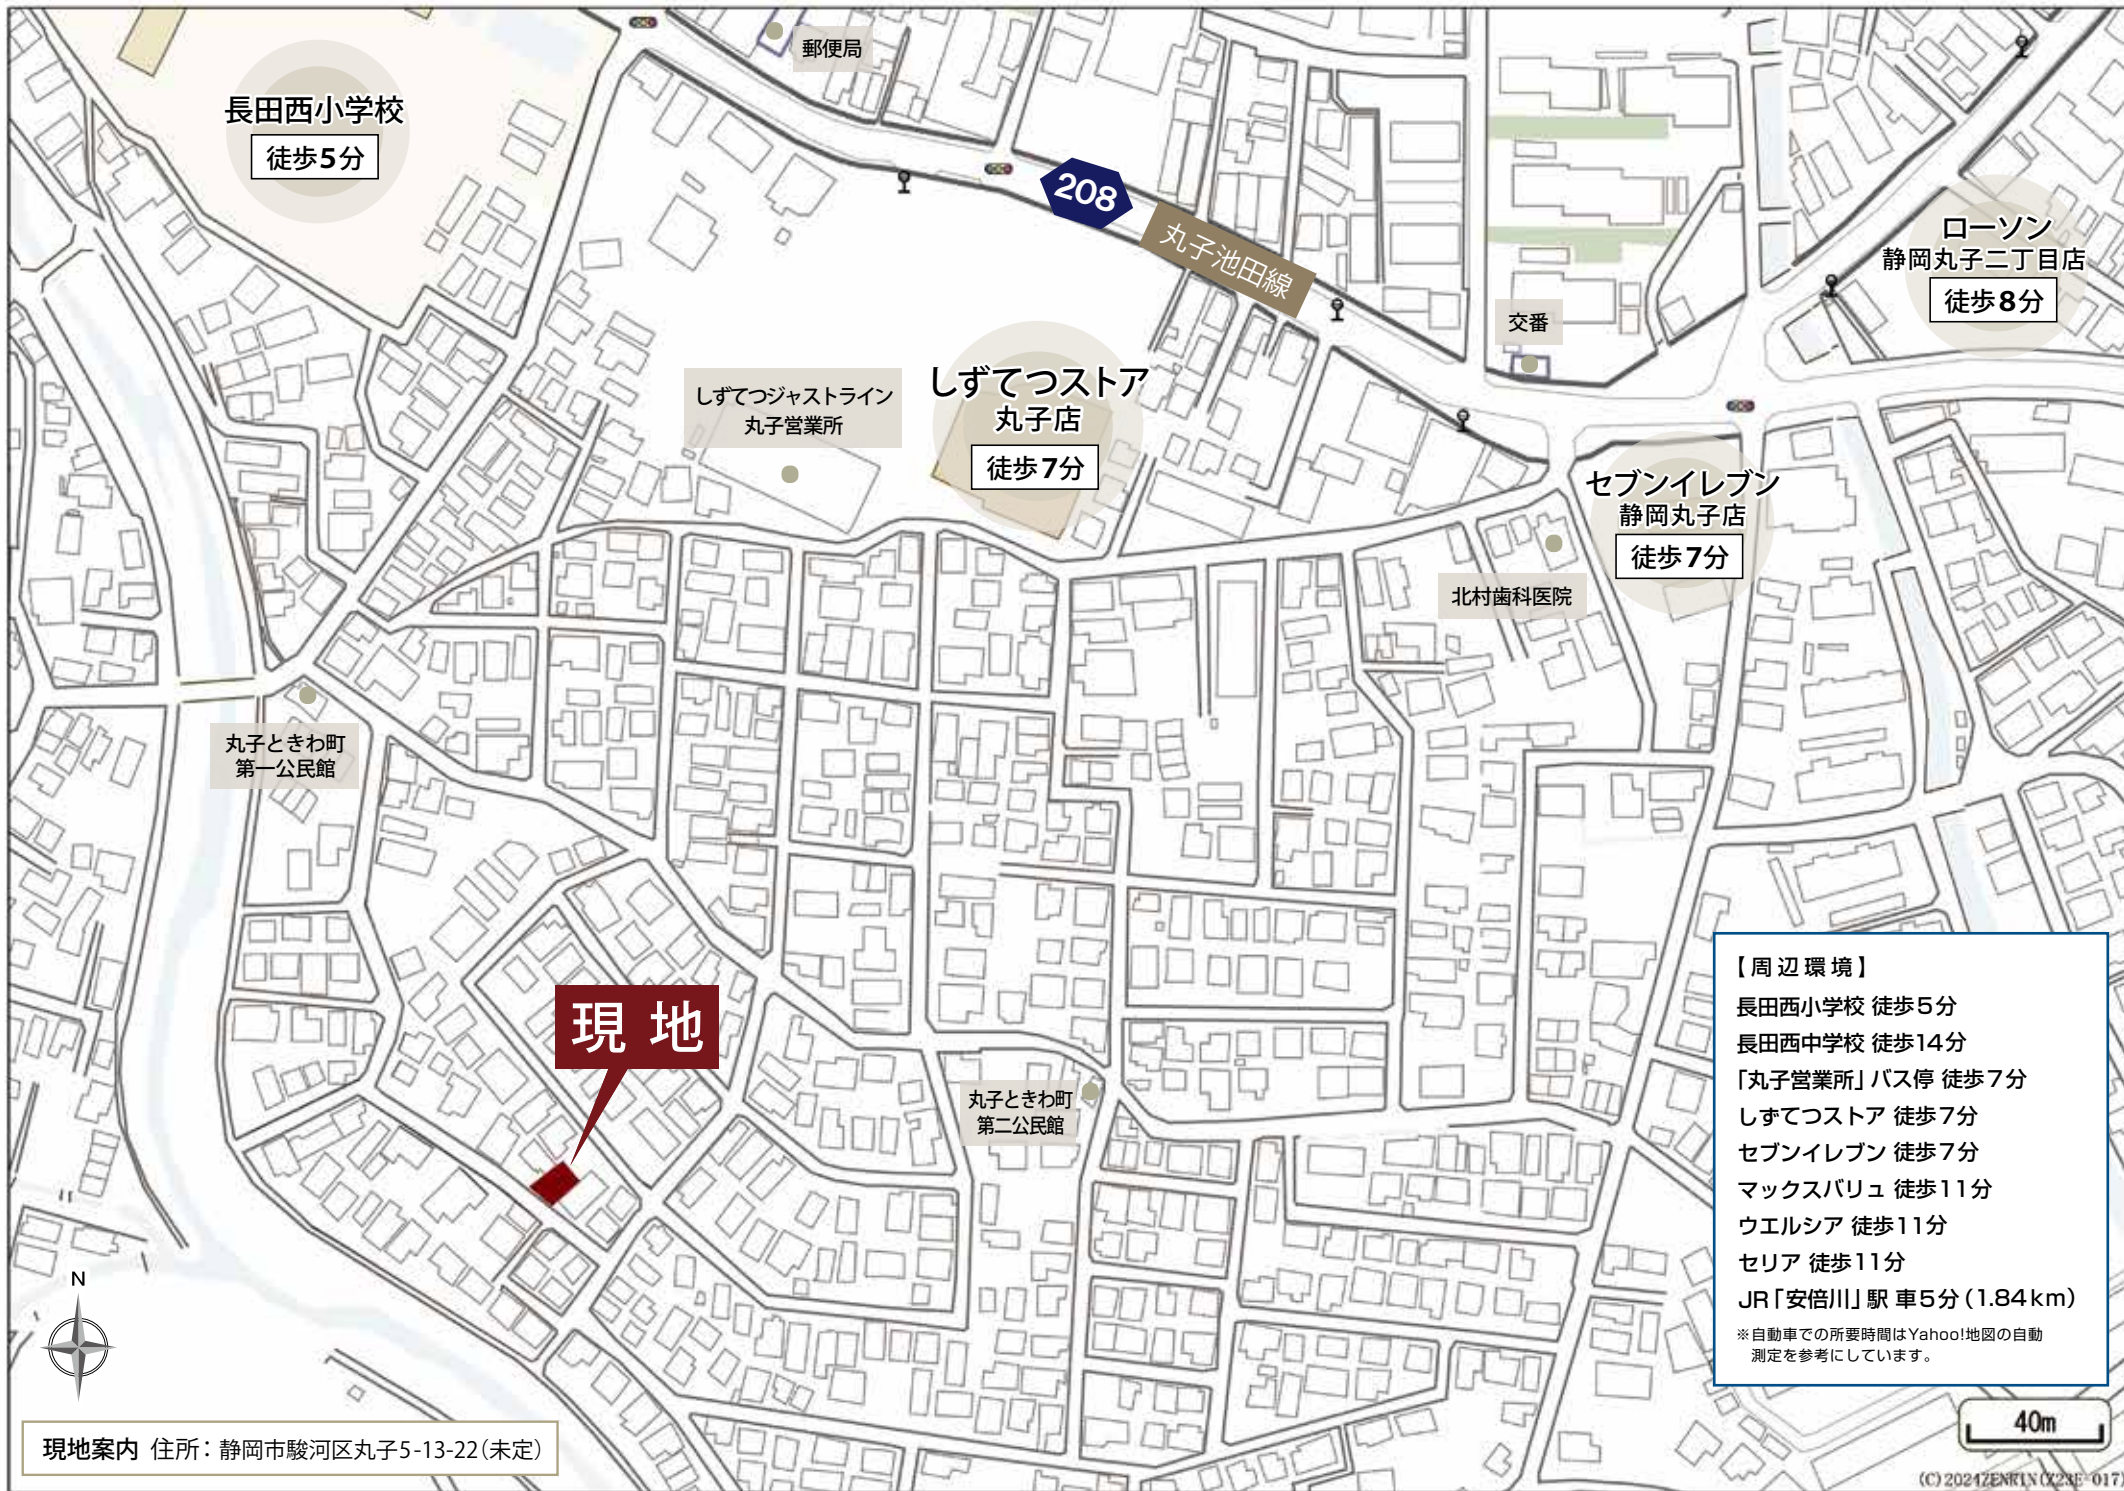 郵便局
長田西小学校
徒歩5分
208
丸子池田線
ローソン
静岡丸子二丁目店
徒歩8分
交番
しずてつジャストライン
丸子営業所
しずてつストア
丸子店
徒歩7分
セブンイレブン
静岡丸子店
徒歩7分
北村歯科医院
丸子ときわ町
第一公民館
現地
丸子ときわ町
第二公民館
【周辺環境】
長田西小学校 徒歩5分
長田西中学校 徒歩14分
「丸子営業所」バス停 徒歩7分
しずてつストア 徒歩7分
セブンイレブン 徒歩7分
マックスバリュ 徒歩11分
ウエルシア 徒歩11分
セリア 徒歩11分
JR「安倍川」駅 車5分(1.84km)
※自動車での所要時間はYahoo!地図の自動
測定を参考にしています。
N
現地案内 住所：静岡市駿河区丸子5-13-22(未定)
40m
(C)2024ZENRIN(Z23E-017)